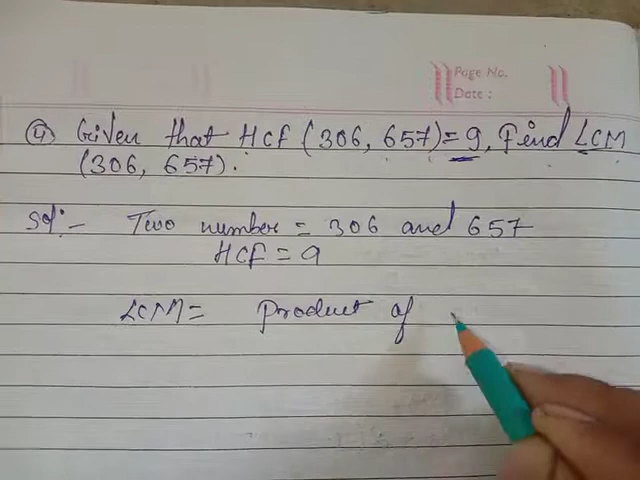 Page No.
Date :
④ Given that HCF (306, 657) = 9, Find LCM
(306, 657).
Sol:- Two number = 306 and 657
HCF = 9
LCM = Product of